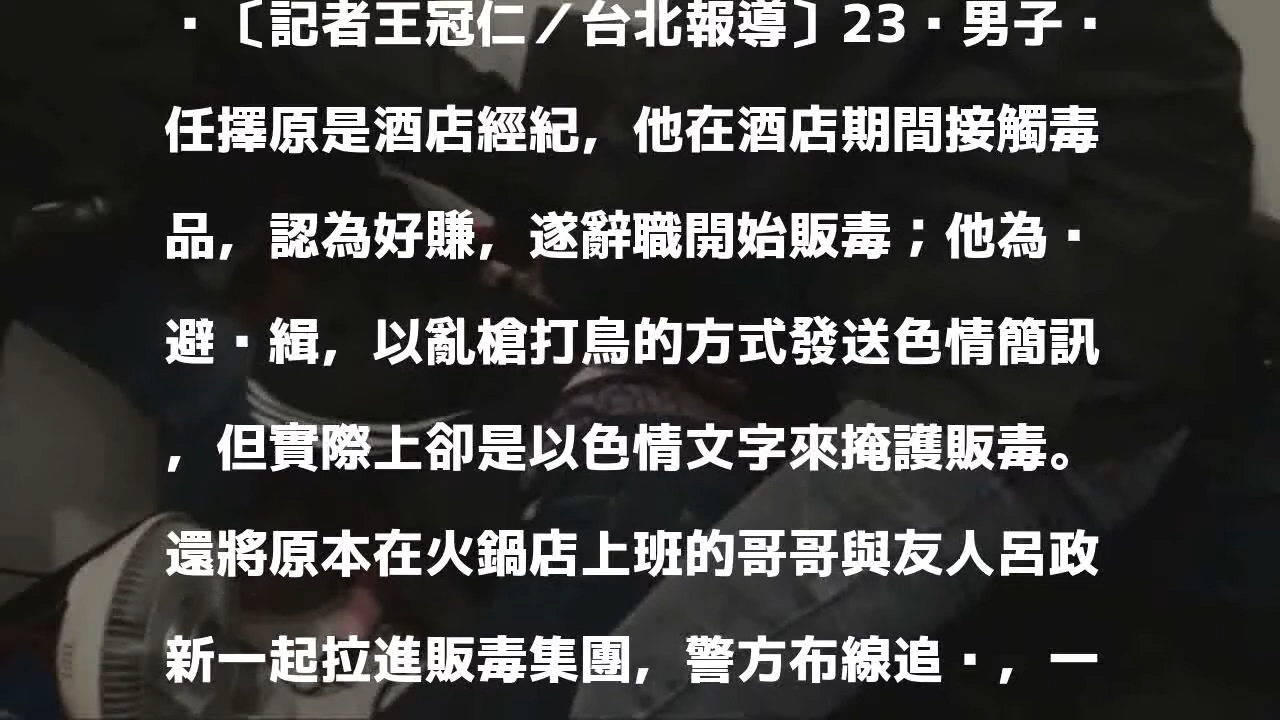 ▪〔記者王冠仁／台北報導〕23▪男子▪
任擇原是酒店經紀，他在酒店期間接觸毒
品，認為好賺，遂辭職開始販毒；他為▪
避▪緝，以亂槍打鳥的方式發送色情簡訊
，但實際上卻是以色情文字來掩護販毒。
還將原本在火鍋店上班的哥哥與友人呂政
新一起拉進販毒集團，警方布線追▪，一